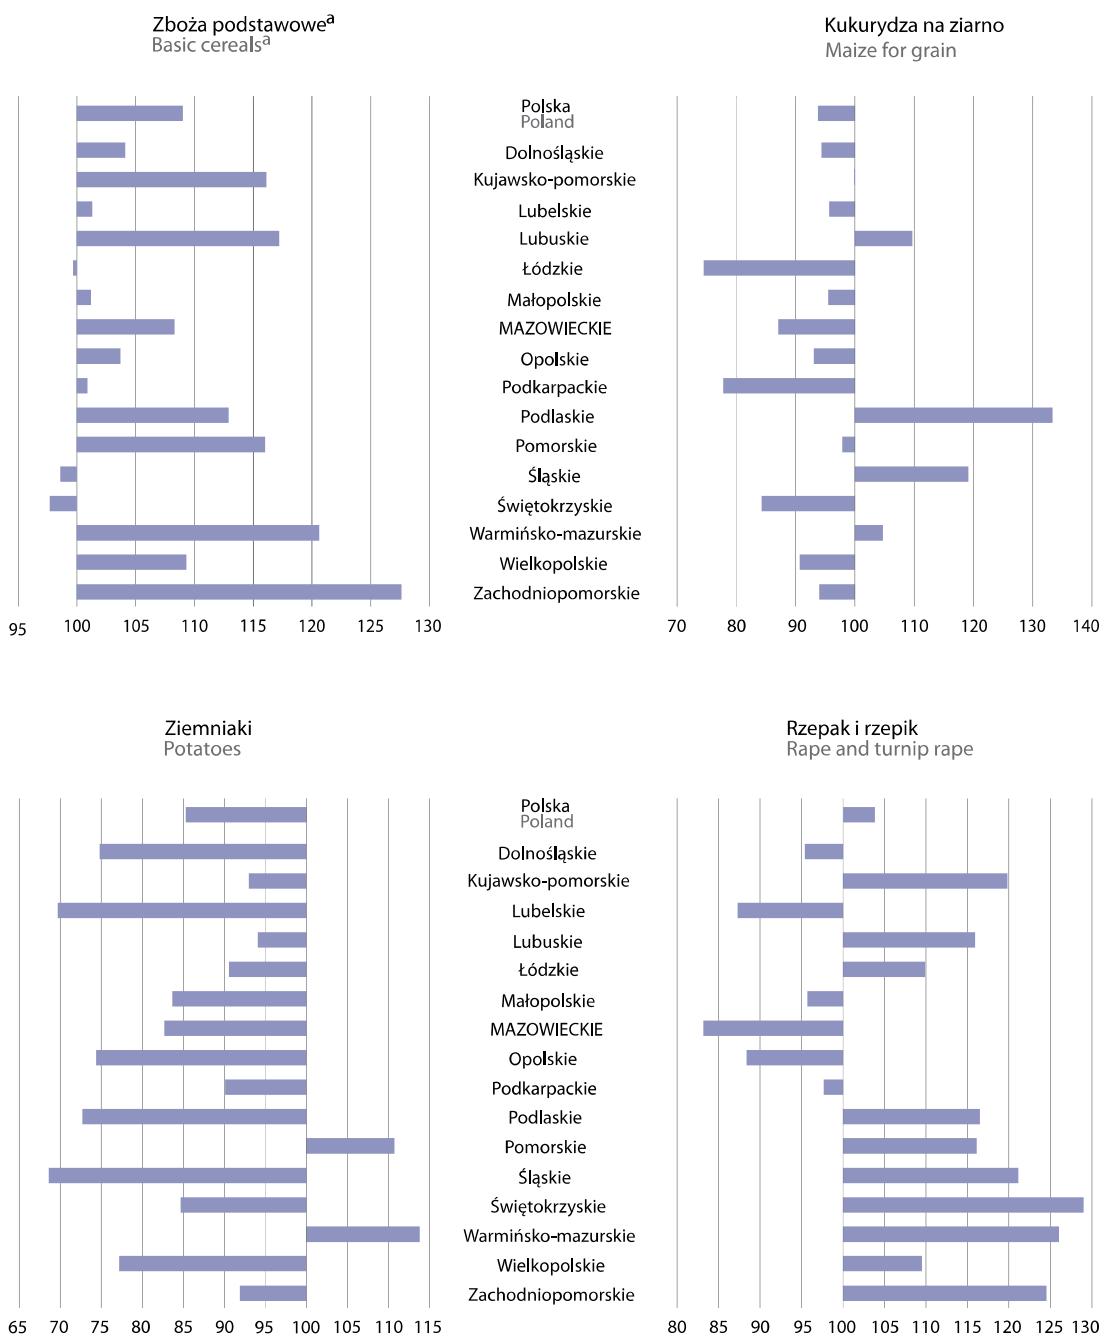 Zboża podstawoweª
Basic cerealsª
Kukurydza na ziarno
Maize for grain
Polska
Poland
Dolnośląskie
Kujawsko-pomorskie
Lubelskie
Lubuskie
Łódzkie
Małopolskie
MAZOWIECKIE
Opolskie
Podkarpackie
Podlaskie
Pomorskie
Śląskie
Świętokrzyskie
Warmińsko-mazurskie
Wielkopolskie
Zachodniopomorskie
95 100 105 110 115 120 125 130
70 80 90 100 110 120 130 140
Ziemniaki
Potatoes
Rzepak i rzepik
Rape and turnip rape
Polska
Poland
Dolnośląskie
Kujawsko-pomorskie
Lubelskie
Lubuskie
Łódzkie
Małopolskie
MAZOWIECKIE
Opolskie
Podkarpackie
Podlaskie
Pomorskie
Śląskie
Świętokrzyskie
Warmińsko-mazurskie
Wielkopolskie
Zachodniopomorskie
65 70 75 80 85 90 95 100 105 110 115
80 85 90 95 100 105 110 115 120 125 130